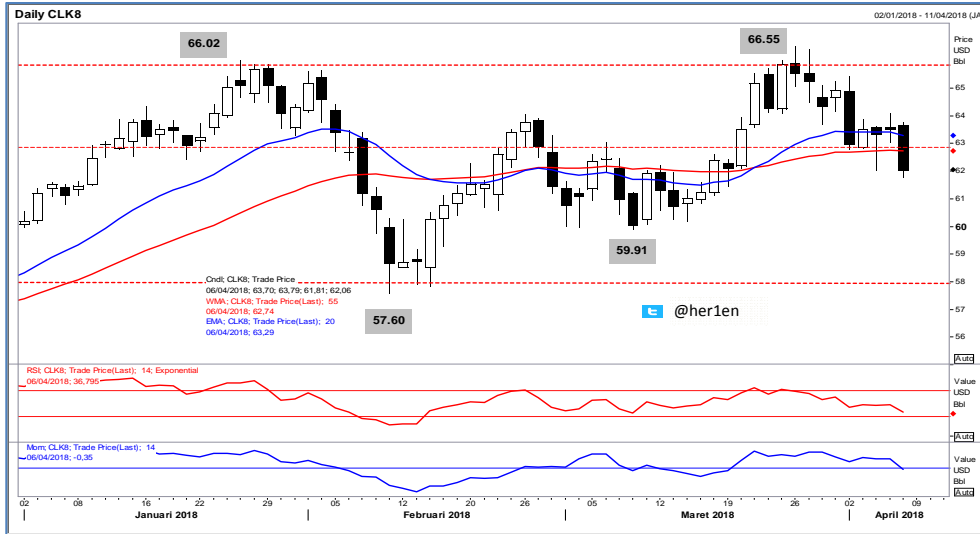 Daily CLK8
02/01/2018 - 11/04/2018 (JA
Price
USD
Bbl
66.02
66.55
65
64
63
62
61
60
59.91
58
57.60
57
56
Auto
Cndl; CLK8; Trade Price
06/04/2018; 63,70; 63,79; 61,81; 62,06
WMA; CLK8; Trade Price(Last); 55
06/04/2018; 62,74
EMA; CLK8; Trade Price(Last); 20
06/04/2018; 63,29
@her1en
RSI; CLK8; Trade Price(Last); 14; Exponential
06/04/2018; 36,795
Value
USD
Bbl
Auto
Mom; CLK8; Trade Price(Last); 14
06/04/2018; -0,35
Value
USD
Bbl
Auto
02 08 16 22 02 12 20 26 05 12 20 26 02 09
Januari 2018 Februari 2018 Maret 2018 April 2018